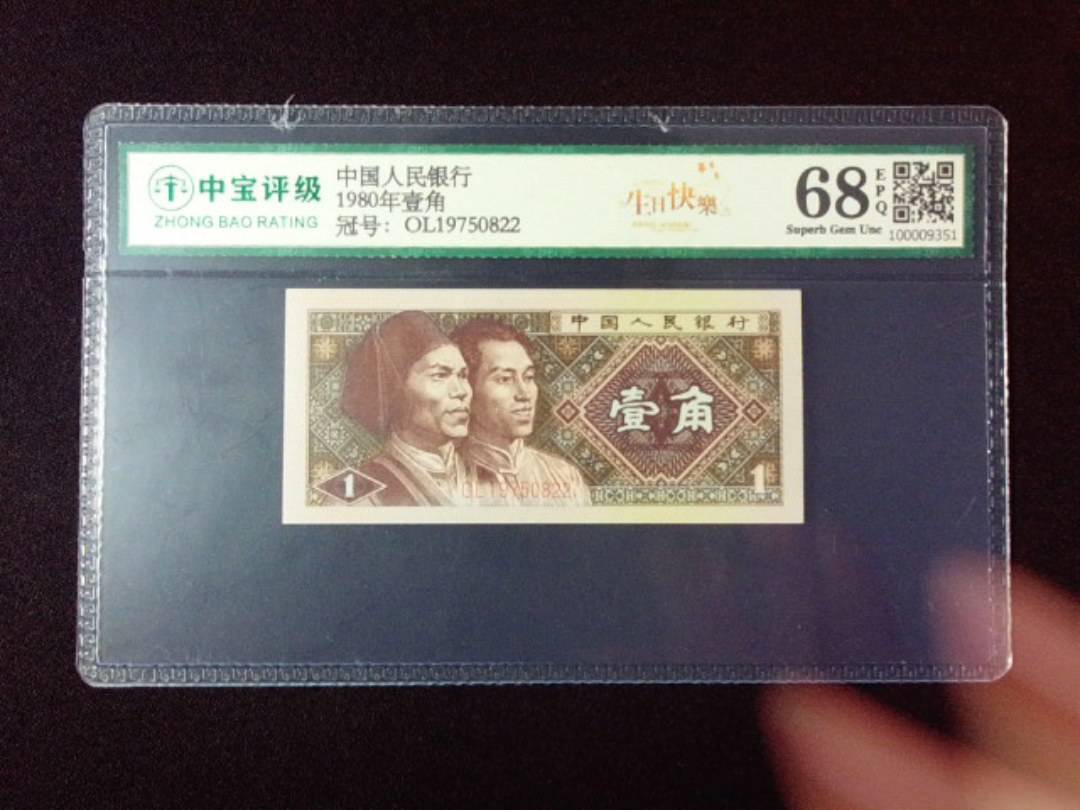 中宝评级
ZHONG BAO RATING
中国人民银行
1980年壹角
冠号：OL19750822
生日快樂
68
EPQ
Superb Gem Unc
100009351
中国人民银行
壹角
1
1
OL19750822